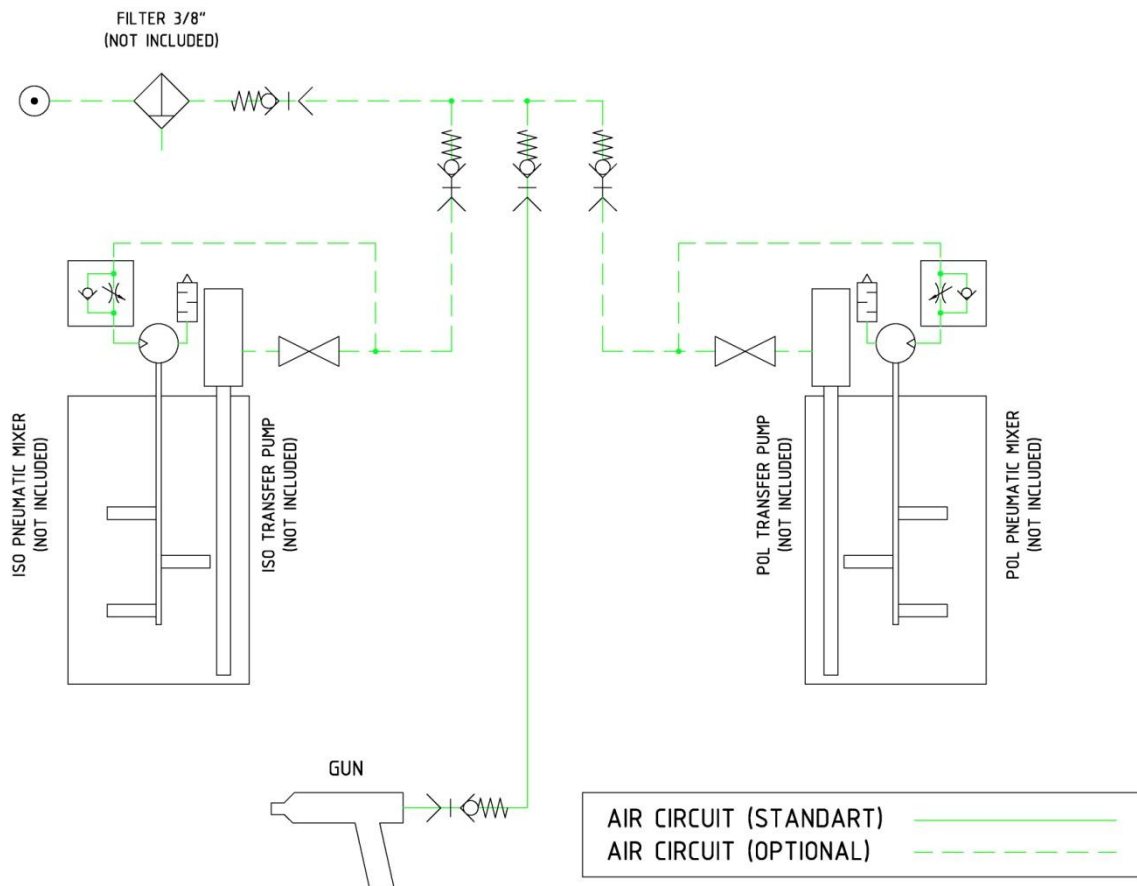 FILTER 3/8"
(NOT INCLUDED)
ISO PNEUMATIC MIXER
(NOT INCLUDED)
ISO TRANSFER PUMP
(NOT INCLUDED)
POL TRANSFER PUMP
(NOT INCLUDED)
POL PNEUMATIC MIXER
(NOT INCLUDED)
GUN
AIR CIRCUIT (STANDART)
AIR CIRCUIT (OPTIONAL)